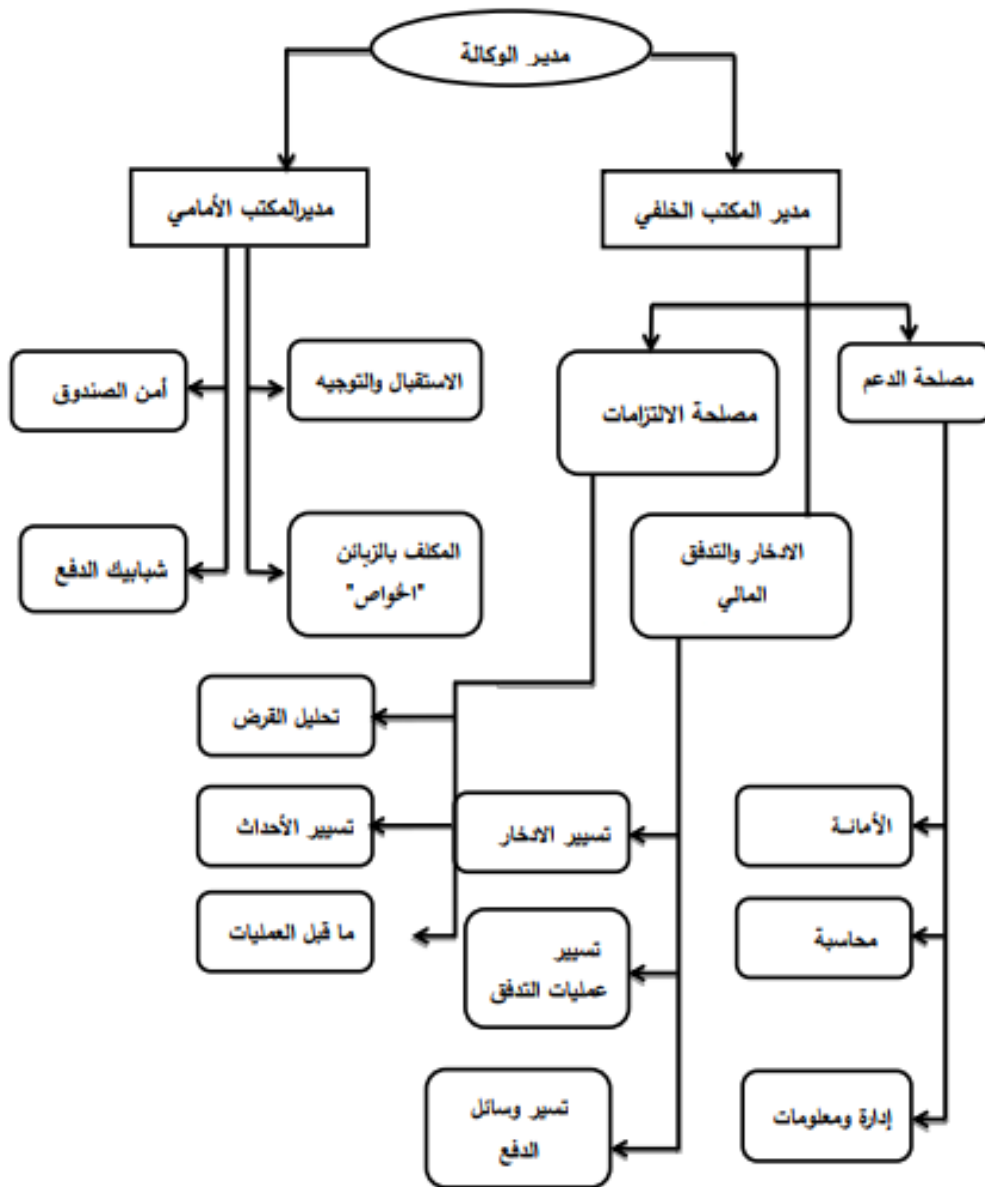 مدير الوكالة
مدير المكتب الخلفي
مديرالمكتب الأمامي
مصلحة الدعم
مصلحة الالتزامات
الاستقبال والتوجيه
أمن الصندوق
الادخار والتدفق
المالي
المكلف بالزبائن
"الخواص"
شبابيك الدفع
تحليل القرض
الأمانة
تسيير الادخار
تسيير الأحداث
محاسبة
تسيير
عمليات التدفق
ما قبل العمليات
إدارة ومعلومات
تسير وسائل
الدفع